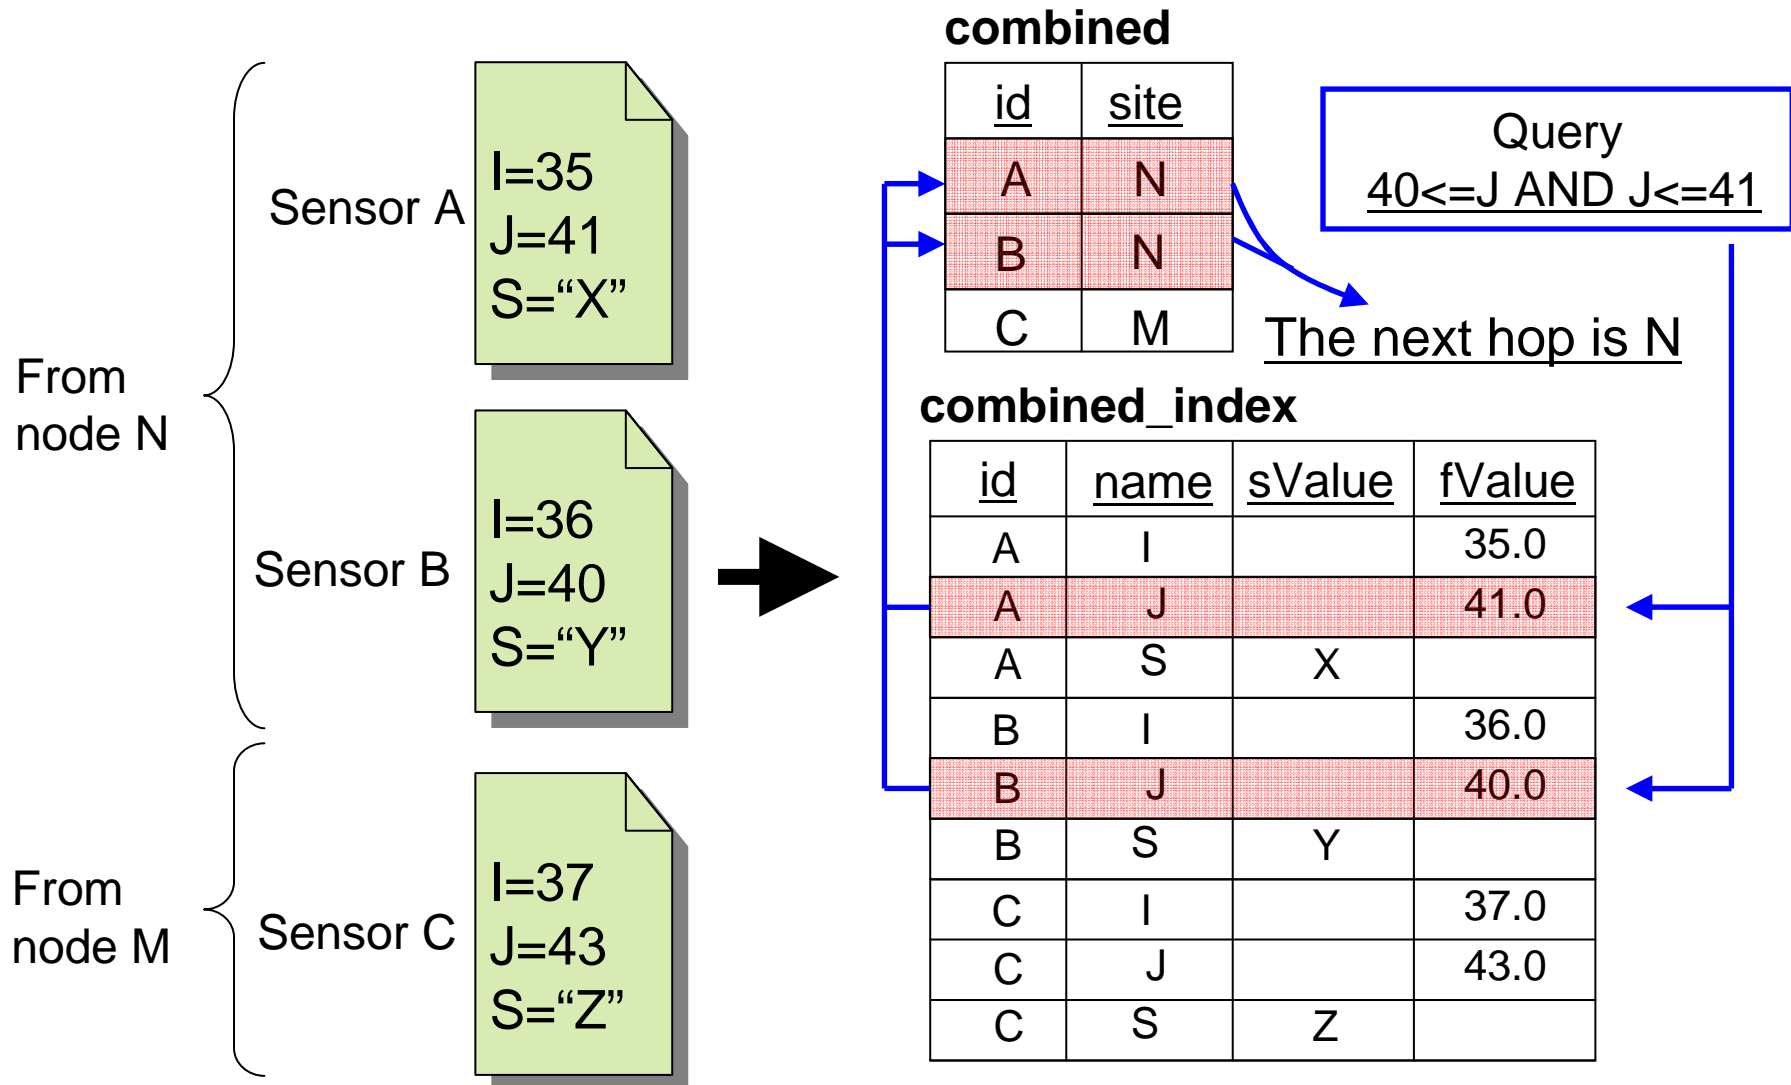 From
node N
Sensor A
I=35
J=41
S=“X”
Sensor B
I=36
J=40
S=“Y”
From
node M
Sensor C
I=37
J=43
S=“Z”
combined
id site
A N
B N
C M
Query
40<=J AND J<=41
The next hop is N
combined_index
id name sValue fValue
A I 35.0
A J 41.0
A S X
B I 36.0
B J 40.0
B S Y
C I 37.0
C J 43.0
C S Z